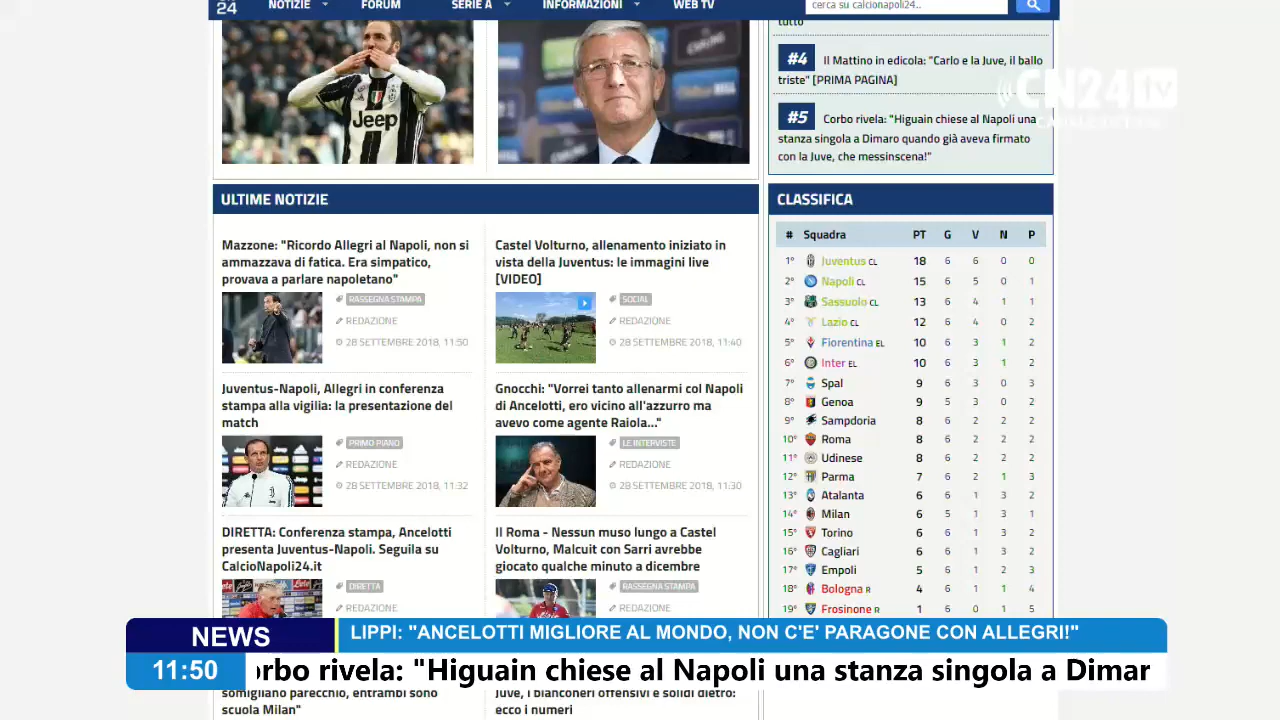 24
NOTIZIE
FORUM
SERIE A
INFORMAZIONI
WEB TV
cerca su calcionapoli24..
tutto
#4 Il Mattino in edicola: "Carlo e la Juve, il ballo
triste" [PRIMA PAGINA]
#5 Corbo rivela: "Higuain chiese al Napoli una
stanza singola a Dimaro quando già aveva firmato
con la Juve, che messinscena!"
CN24 TV
Jeep
ULTIME NOTIZIE
Mazzone: "Ricordo Allegri al Napoli, non si
ammazzava di fatica. Era simpatico,
provava a parlare napoletano"
RASSEGNA STAMPA
REDAZIONE
28 SETTEMBRE 2018, 11:50
Castel Volturno, allenamento iniziato in
vista della Juventus: le immagini live
[VIDEO]
SOCIAL
REDAZIONE
28 SETTEMBRE 2018, 11:40
Juventus-Napoli, Allegri in conferenza
stampa alla vigilia: la presentazione del
match
PRIMO PIANO
REDAZIONE
28 SETTEMBRE 2018, 11:32
Gnocchi: "Vorrei tanto allenarmi col Napoli
di Ancelotti, ero vicino all'azzurro ma
avevo come agente Raiola..."
LE INTERVISTE
REDAZIONE
28 SETTEMBRE 2018, 11:30
DIRETTA: Conferenza stampa, Ancelotti
presenta Juventus-Napoli. Seguila su
CalcioNapoli24.it
DIRETTA
REDAZIONE
Il Roma - Nessun muso lungo a Castel
Volturno, Malcuit con Sarri avrebbe
giocato qualche minuto a dicembre
RASSEGNA STAMPA
REDAZIONE
CLASSIFICA
# Squadra PT G V N P
1° Juventus CL 18 6 6 0 0
2° Napoli CL 15 6 5 0 1
3° Sassuolo CL 13 6 4 1 1
4° Lazio CL 12 6 4 0 2
5° Fiorentina EL 10 6 3 1 2
6° Inter EL 10 6 3 1 2
7° Spal 9 6 3 0 3
8° Genoa 9 5 3 0 2
9° Sampdoria 8 6 2 2 2
10° Roma 8 6 2 2 2
11° Udinese 8 6 2 2 2
12° Parma 7 6 2 1 3
13° Atalanta 6 6 1 3 2
14° Milan 6 5 1 3 1
15° Torino 6 6 1 3 2
16° Cagliari 6 6 1 3 2
17° Empoli 5 6 1 2 3
18° Bologna R 4 6 1 1 4
19° Frosinone R 1 6 0 1 5
NEWS
LIPPI: "ANCELOTTI MIGLIORE AL MONDO, NON C'E' PARAGONE CON ALLEGRI!"
11:50
orbo rivela: "Higuain chiese al Napoli una stanza singola a Dimar
somigliano parecchio, entrambi sono
scuola Milan"
Juve, i bianconeri offensivi e solidi dietro:
ecco i numeri